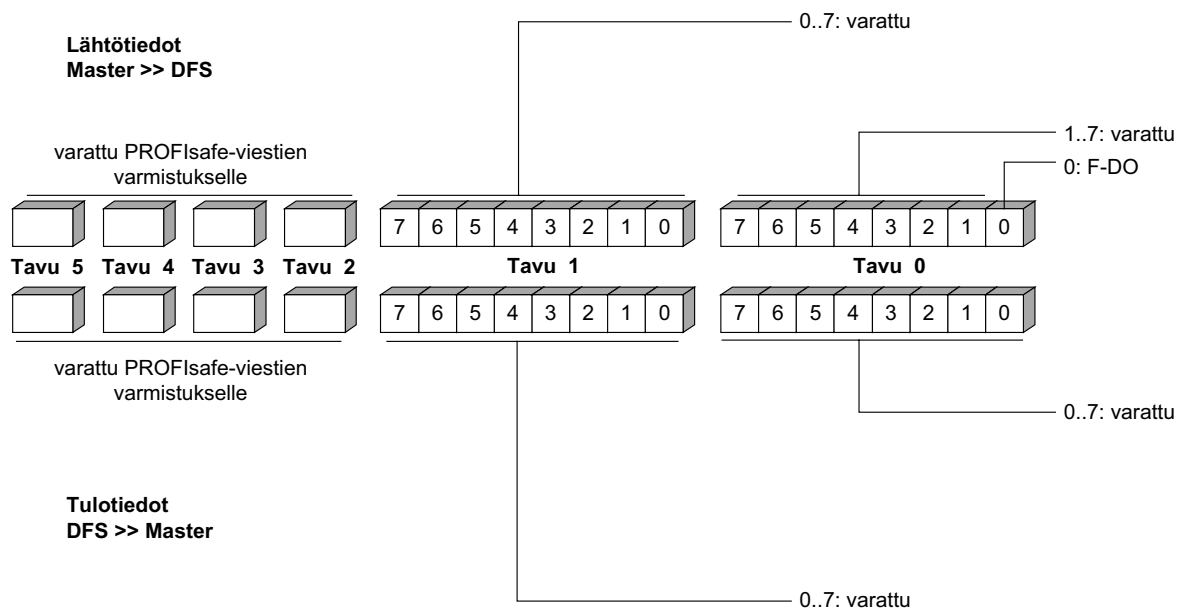 0..7: varattu
Lähtötiedot
Master >> DFS
1..7: varattu
varattu PROFIsafe-viestien
varmistukselle
0: F-DO
7 6 5 4 3 2 1 0 7 6 5 4 3 2 1 0
Tavu 5 Tavu 4 Tavu 3 Tavu 2 Tavu 1 Tavu 0
7 6 5 4 3 2 1 0 7 6 5 4 3 2 1 0
varattu PROFIsafe-viestien
varmistukselle
0..7: varattu
Tulotiedot
DFS >> Master
0..7: varattu